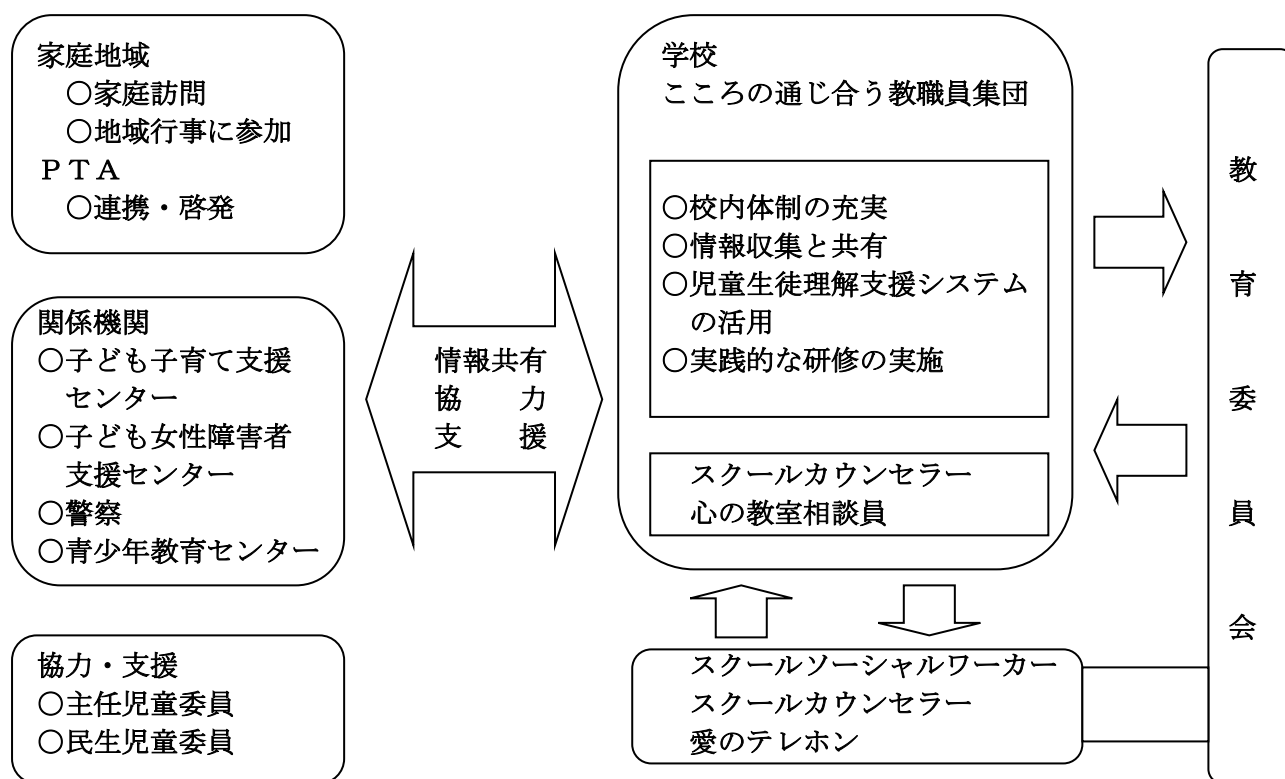 家庭地域
○家庭訪問
○地域行事に参加
ＰＴＡ
○連携・啓発
関係機関
○子ども子育て支援
センター
○子ども女性障害者
支援センター
○警察
○青少年教育センター
協力・支援
○主任児童委員
○民生児童委員
情報共有
協　　力
支　　援
学校
こころの通じ合う教職員集団
○校内体制の充実
○情報収集と共有
○児童生徒理解支援システム
の活用
○実践的な研修の実施
スクールカウンセラー
心の教室相談員
スクールソーシャルワーカー
スクールカウンセラー
愛のテレホン
教育委員会